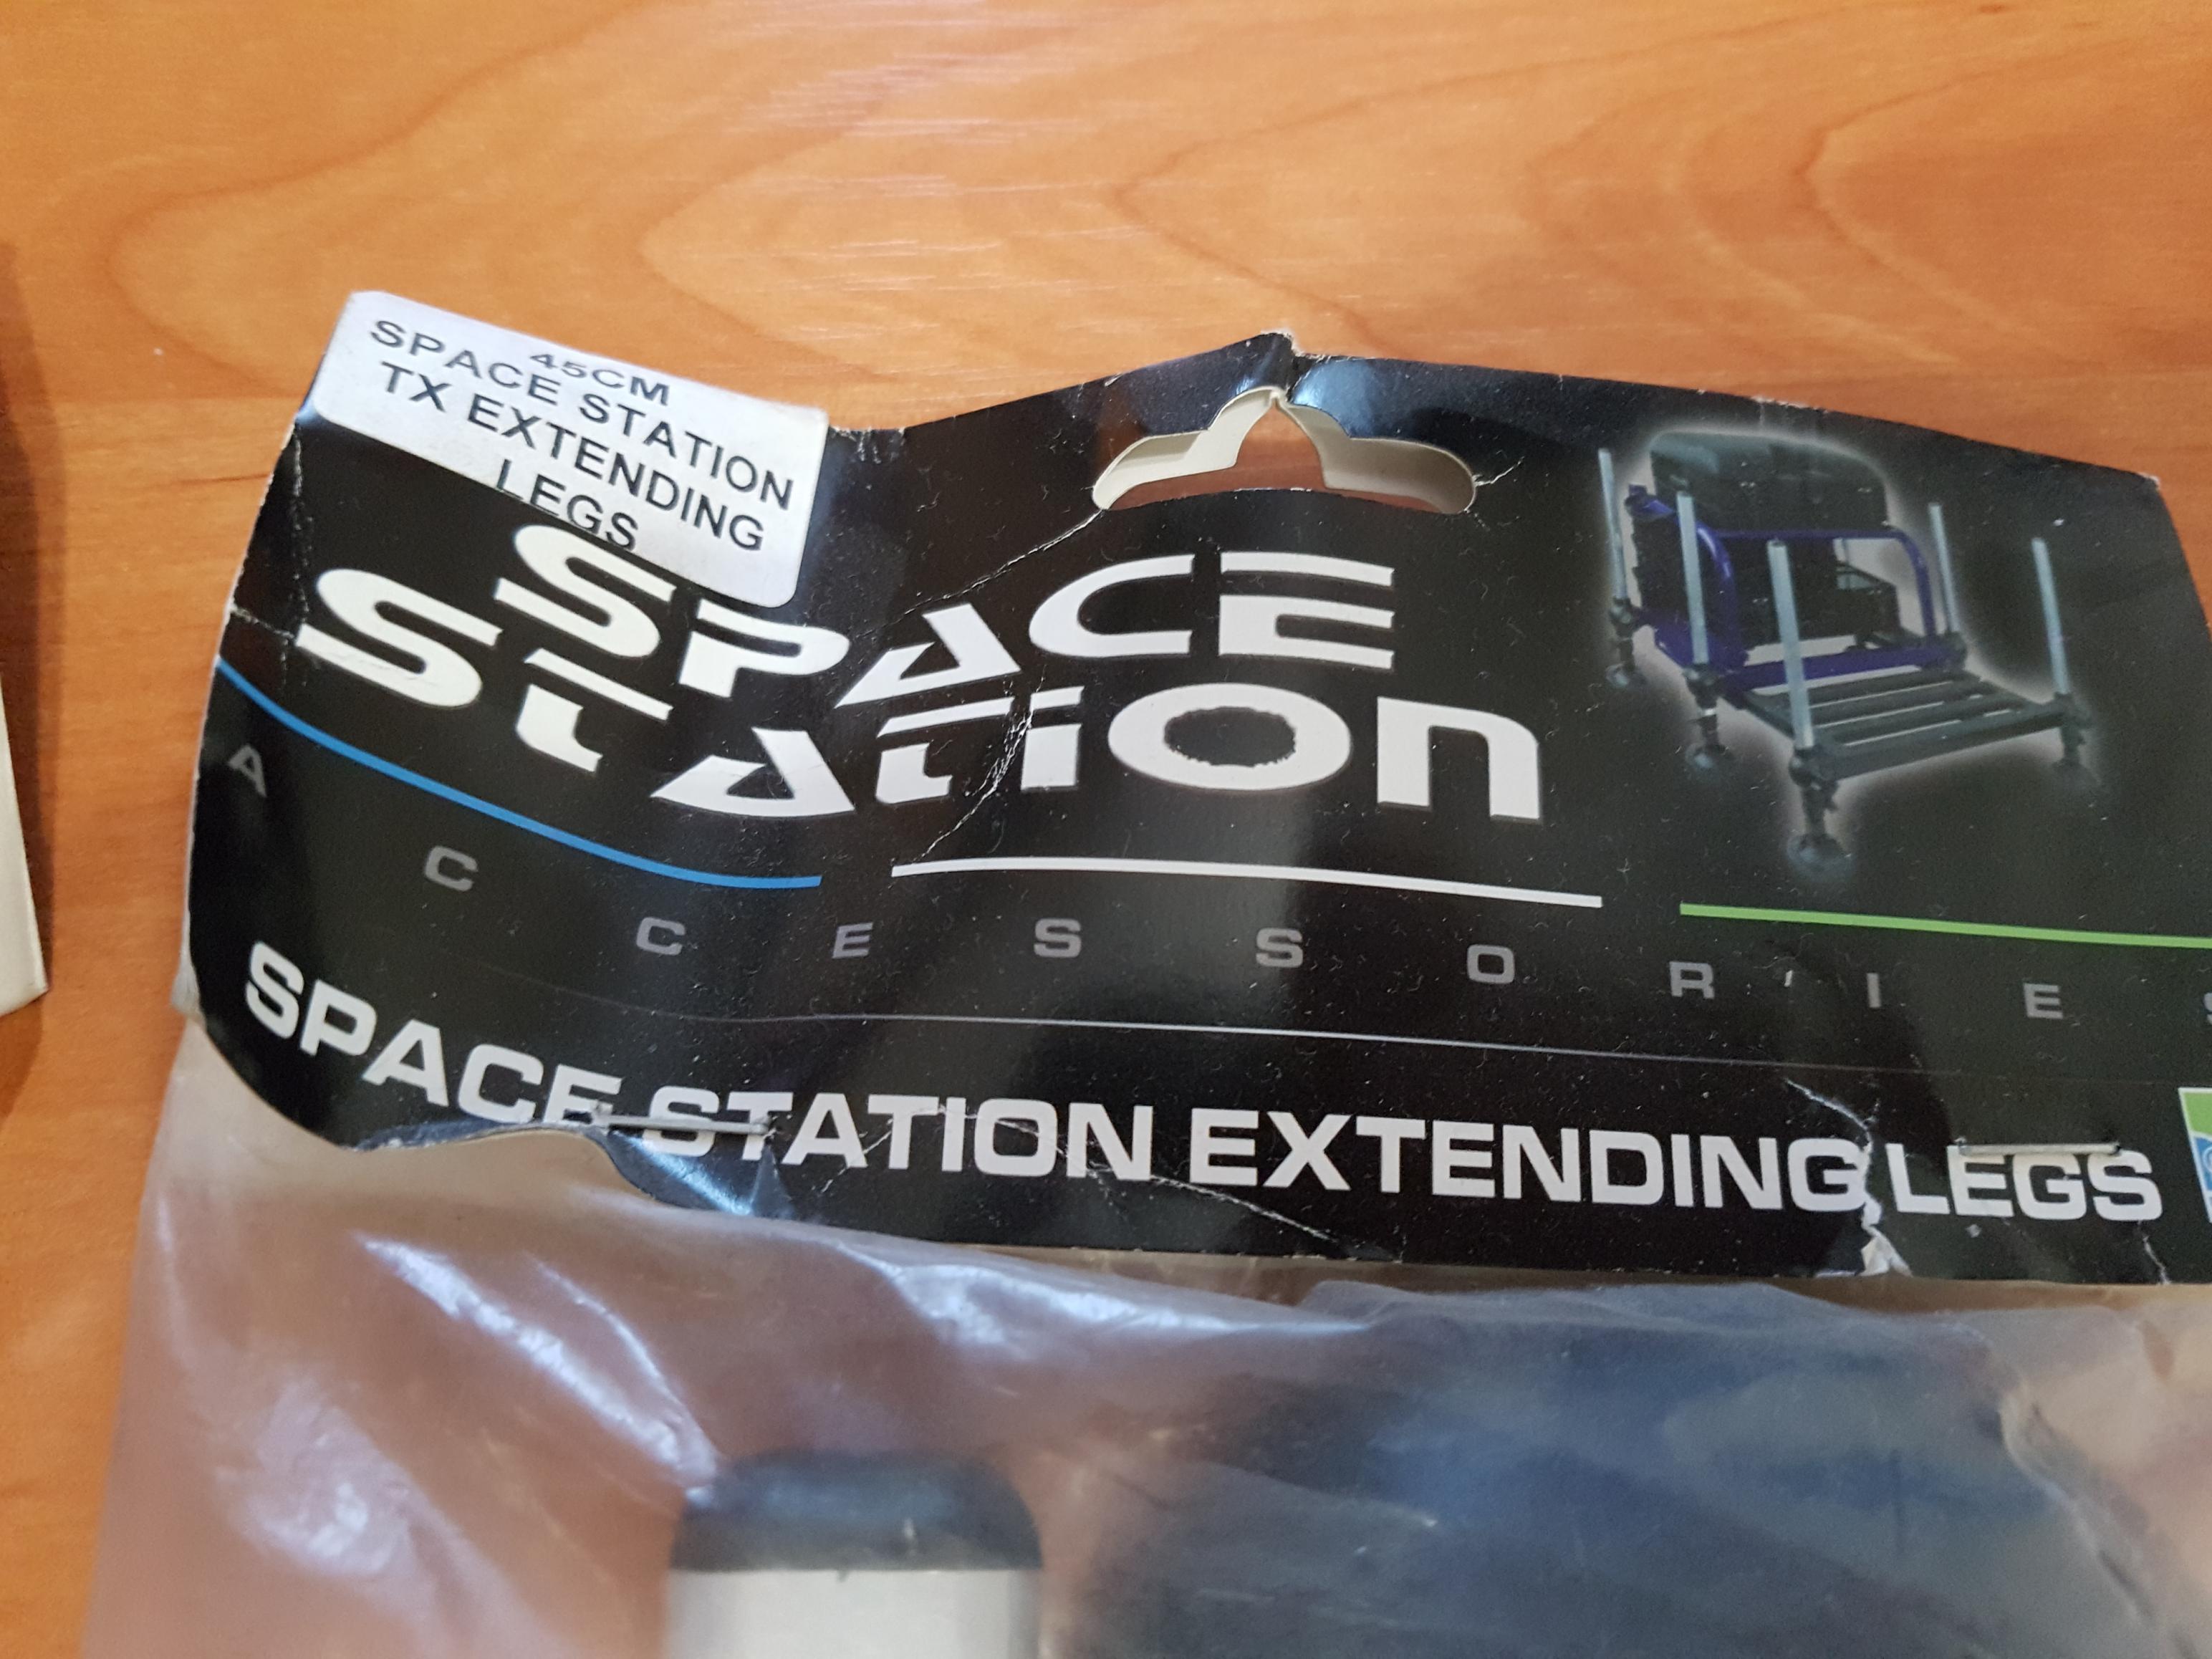 45CM
SPACE STATION
TX EXTENDING
LEGS
SPACE
STATION
ACCESSORIES
SPACE STATION EXTENDING LEGS